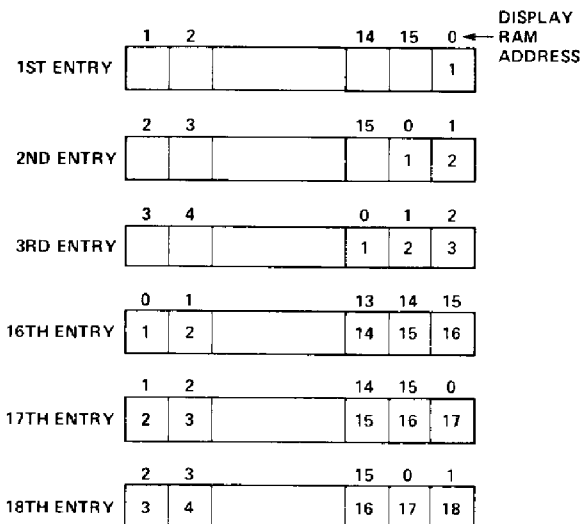 DISPLAY
1 2 14 15 0 RAM
ADDRESS
1ST ENTRY 1
2 3 15 0 1
2ND ENTRY 1 2
3 4 0 1 2
3RD ENTRY 1 2 3
0 1 13 14 15
16TH ENTRY 1 2 14 15 16
1 2 14 15 0
17TH ENTRY 2 3 15 16 17
2 3 15 0 1
18TH ENTRY 3 4 16 17 18